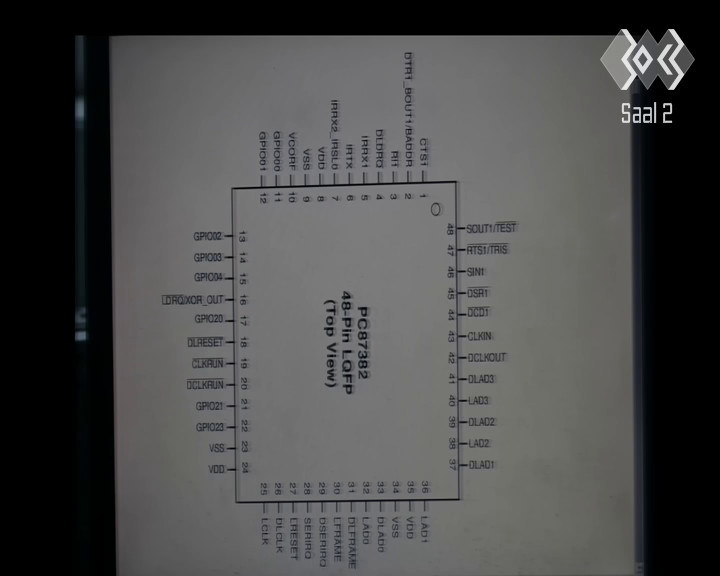 Saal 2
DTR1_BOUT1/BADDR
CTS1
RI1
DLDRQ
IRRX1
IRTX
IRRX2_IRSL0
VDD
VSS
VCORF
GPIO00
GPIO01
12 11 10 9 8 7 6 5 4 3 2 1
GPIO02 13
GPIO03 14
GPIO04 15
LDRQ/XOR_OUT 16
GPIO20 17
DLRESET 18
CLKRUN 19
DCLKRUN 20
GPIO21 21
GPIO23 22
VSS 23
VDD 24
PC87382
48-Pin LQFP
(Top View)
48 SOUT1/TEST
47 RTS1/TRIS
46 SIN1
45 DSR1
44 DCD1
43 CLKIN
42 DCLKOUT
41 DLAD3
40 LAD3
39 DLAD2
38 LAD2
37 DLAD1
25 26 27 28 29 30 31 32 33 34 35 36
LCLK
DLCLK
LRESET
SERIRQ
DSERIRQ
LFRAME
DLFRAME
LAD0
DLAD0
VSS
VDD
LAD1